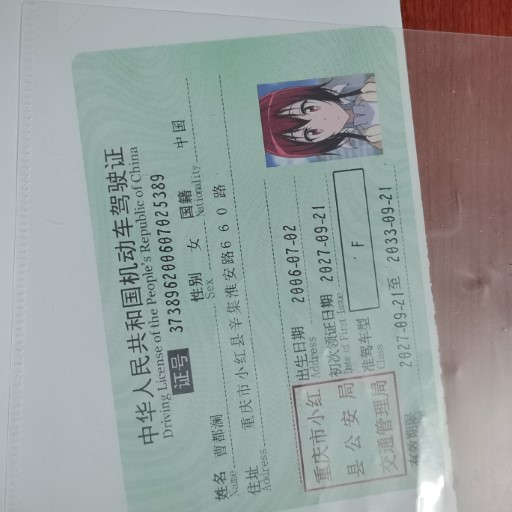 中华人民共和国机动车驾驶证
Driving License of the People's Republic of China
证号 373896200607025389
姓名 曹都澜 性别 女 国籍 中国
Name Sex Nationality
住址 重庆市小红县辛集淮安路660路
Address
出生日期 2006-07-02
Address
初次领证日期 2027-09-21
Date of First Issue
准驾车型 F
Class
重庆市小红
县公安局
交通管理局
有效期限 2027-09-21至 2033-09-21